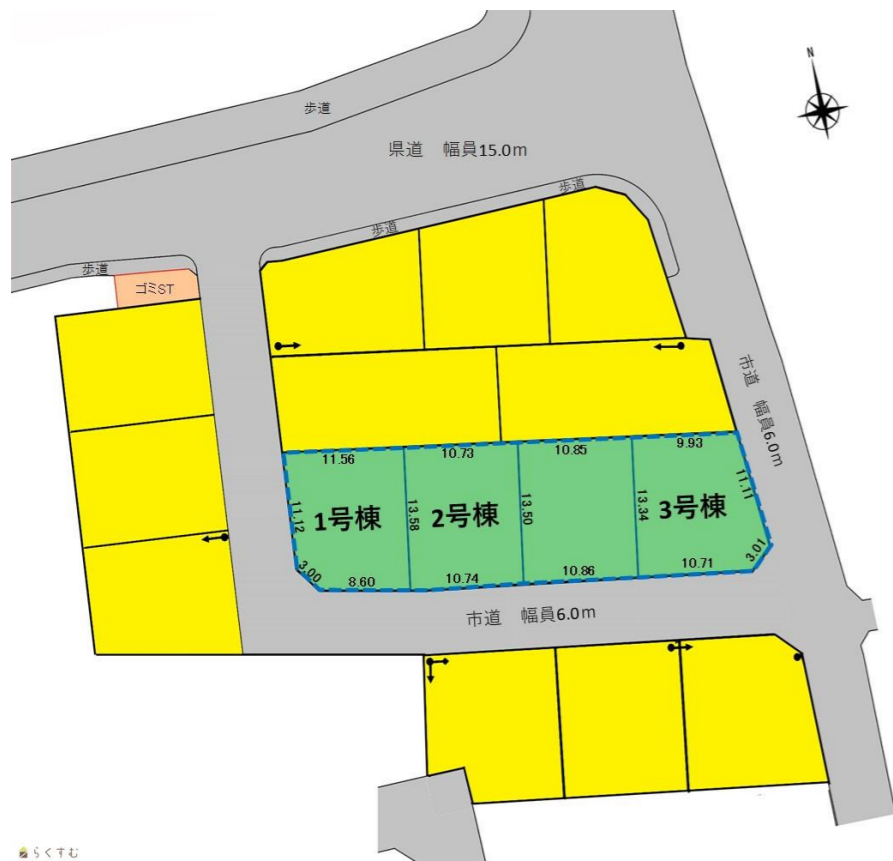 N
歩道
県道　幅員15.0m
歩道
歩道
歩道
ゴミST
市道　幅員6.0m
11.56
10.73
10.85
9.93
11.12
1号棟
13.58
2号棟
13.50
13.34
3号棟
11.11
3.00
8.60
10.74
10.86
10.71
3.01
市道　幅員6.0m
らくすむ